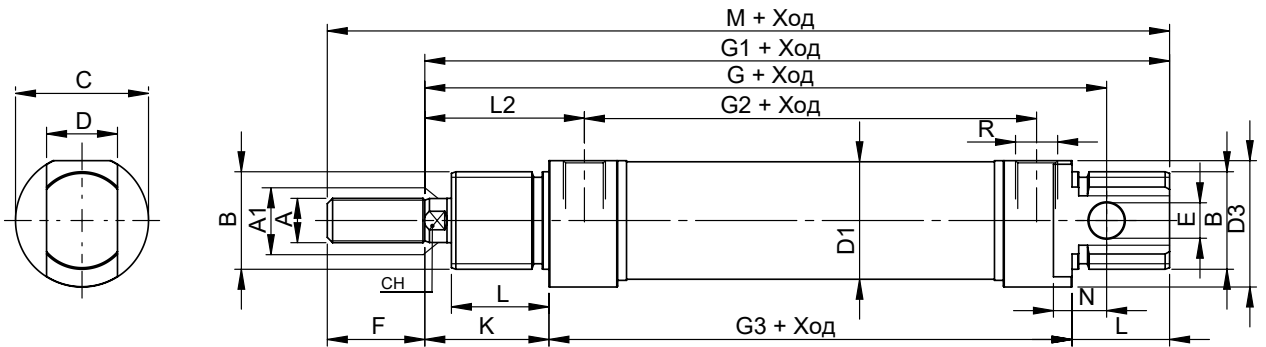 M + Ход
G1 + Ход
G + Ход
L2
G2 + Ход
R
C
D
B
A1
A
D1
E
B
D3
CH
L
N
F
K
G3 + Ход
L